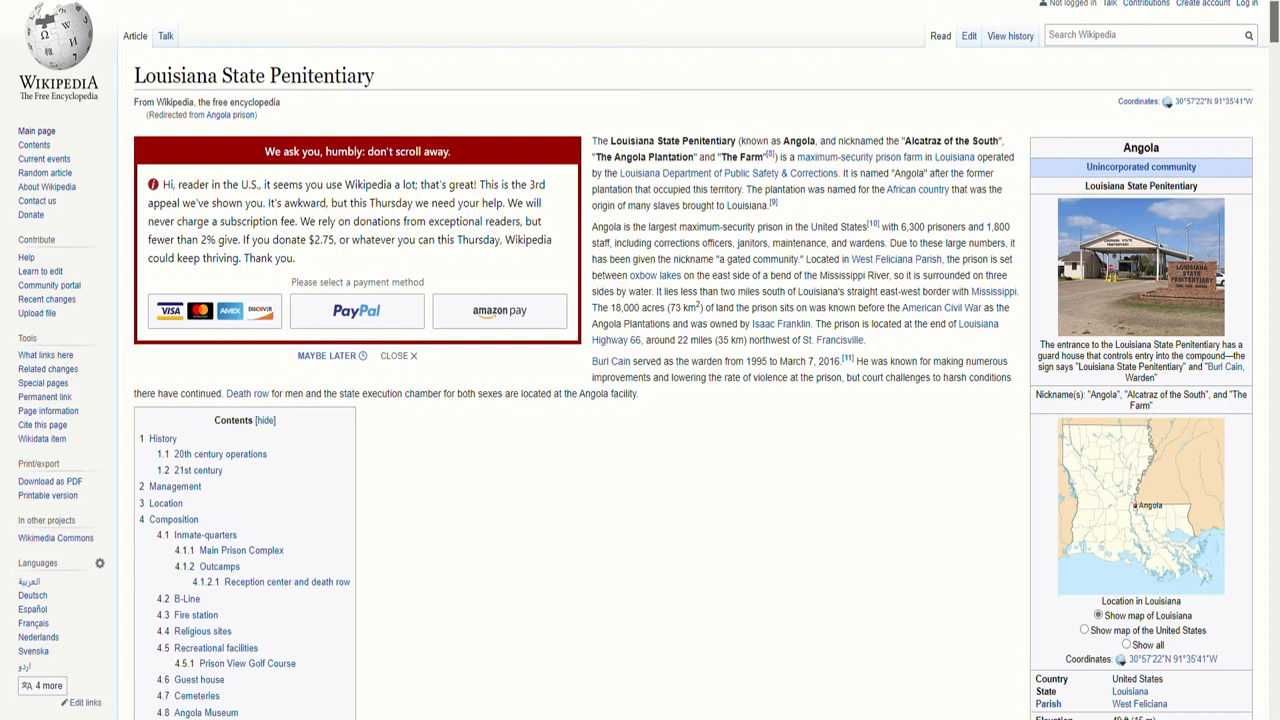 Not logged in Talk Contributions Create account Log in
WIKIPEDIA
The Free Encyclopedia
Article Talk
Read Edit View history
Search Wikipedia
Main page
Contents
Current events
Random article
About Wikipedia
Contact us
Donate
Contribute
Help
Learn to edit
Community portal
Recent changes
Upload file
Tools
What links here
Related changes
Special pages
Permanent link
Page information
Cite this page
Wikidata item
Print/export
Download as PDF
Printable version
In other projects
Wikimedia Commons
Languages
العربية
Deutsch
Español
Français
Nederlands
Svenska
اردو
4 more
Edit links
Louisiana State Penitentiary
From Wikipedia, the free encyclopedia
(Redirected from Angola prison)
Coordinates: 30°57′22″N 91°35′41″W
We ask you, humbly: don't scroll away.
Hi, reader in the U.S., it seems you use Wikipedia a lot; that's great! This is the 3rd
appeal we've shown you. It's awkward, but this Thursday we need your help. We will
never charge a subscription fee. We rely on donations from exceptional readers, but
fewer than 2% give. If you donate $2.75, or whatever you can this Thursday, Wikipedia
could keep thriving. Thank you.
Please select a payment method
VISA AMEX DISCOVER PayPal amazon pay
MAYBE LATER CLOSE
The Louisiana State Penitentiary (known as Angola, and nicknamed the "Alcatraz of the South",
"The Angola Plantation" and "The Farm"[8]) is a maximum-security prison farm in Louisiana operated
by the Louisiana Department of Public Safety & Corrections. It is named "Angola" after the former
plantation that occupied this territory. The plantation was named for the African country that was the
origin of many slaves brought to Louisiana.[9]
Angola is the largest maximum-security prison in the United States[10] with 6,300 prisoners and 1,800
staff, including corrections officers, janitors, maintenance, and wardens. Due to these large numbers, it
has been given the nickname "a gated community." Located in West Feliciana Parish, the prison is set
between oxbow lakes on the east side of a bend of the Mississippi River, so it is surrounded on three
sides by water. It lies less than two miles south of Louisiana's straight east-west border with Mississippi.
The 18,000 acres (73 km2) of land the prison sits on was known before the American Civil War as the
Angola Plantations and was owned by Isaac Franklin. The prison is located at the end of Louisiana
Highway 66, around 22 miles (35 km) northwest of St. Francisville.
Burl Cain served as the warden from 1995 to March 7, 2016.[11] He was known for making numerous
improvements and lowering the rate of violence at the prison, but court challenges to harsh conditions
there have continued. Death row for men and the state execution chamber for both sexes are located at the Angola facility.
Contents [hide]
1 History
1.1 20th century operations
1.2 21st century
2 Management
3 Location
4 Composition
4.1 Inmate-quarters
4.1.1 Main Prison Complex
4.1.2 Outcamps
4.1.2.1 Reception center and death row
4.2 B-Line
4.3 Fire station
4.4 Religious sites
4.5 Recreational facilities
4.5.1 Prison View Golf Course
4.6 Guest house
4.7 Cemeteries
4.8 Angola Museum
Angola
Unincorporated community
Louisiana State Penitentiary
LOUISIANA
STATE
PENITENTIARY
The entrance to the Louisiana State Penitentiary has a
guard house that controls entry into the compound—the
sign says "Louisiana State Penitentiary" and "Burl Cain,
Warden"
Nickname(s): "Angola", "Alcatraz of the South", and "The
Farm"
Angola
Location in Louisiana
Show map of Louisiana
Show map of the United States
Show all
Coordinates: 30°57′22″N 91°35′41″W
Country United States
State Louisiana
Parish West Feliciana